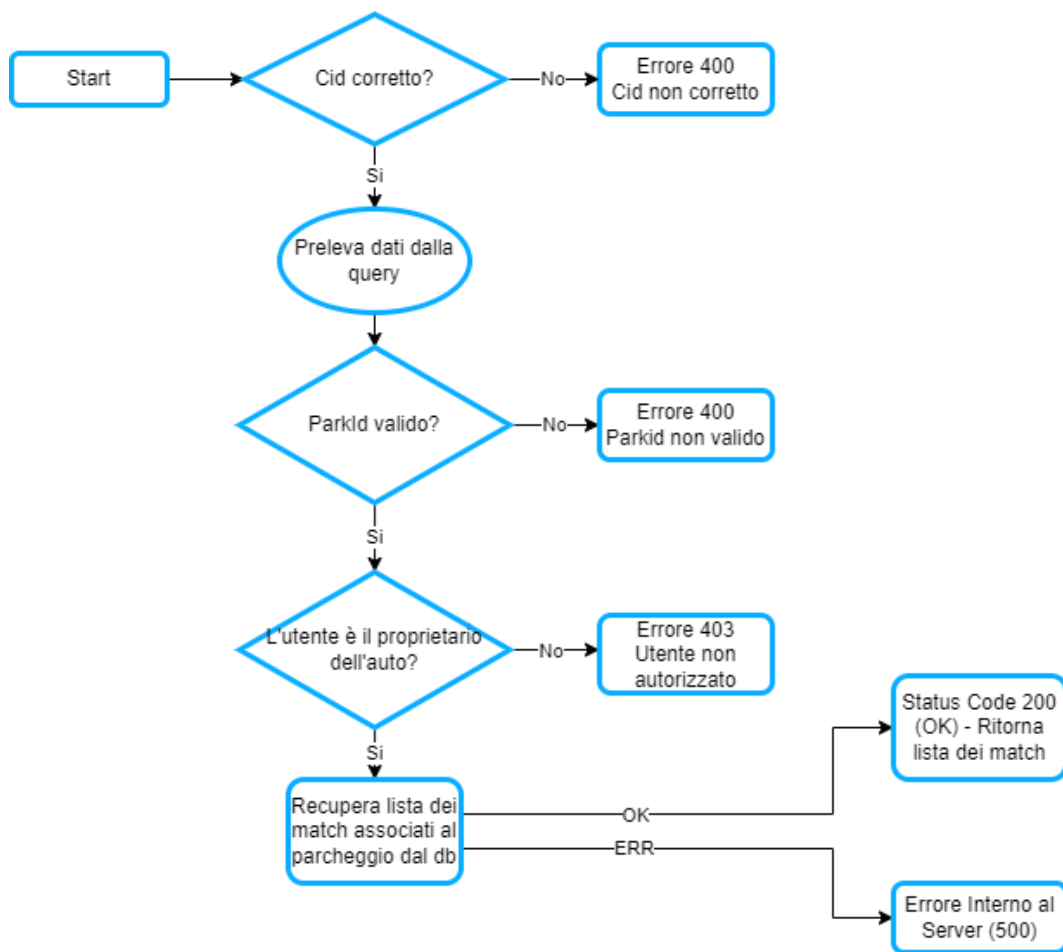 Start
Cid corretto?
No
Errore 400
Cid non corretto
Si
Preleva dati dalla
query
ParkId valido?
No
Errore 400
Parkid non valido
Si
L'utente è il proprietario
dell'auto?
No
Errore 403
Utente non
autorizzato
Si
Status Code 200
(OK) - Ritorna
lista dei match
Recupera lista dei
match associati al
parcheggio dal db
OK
ERR
Errore Interno al
Server (500)